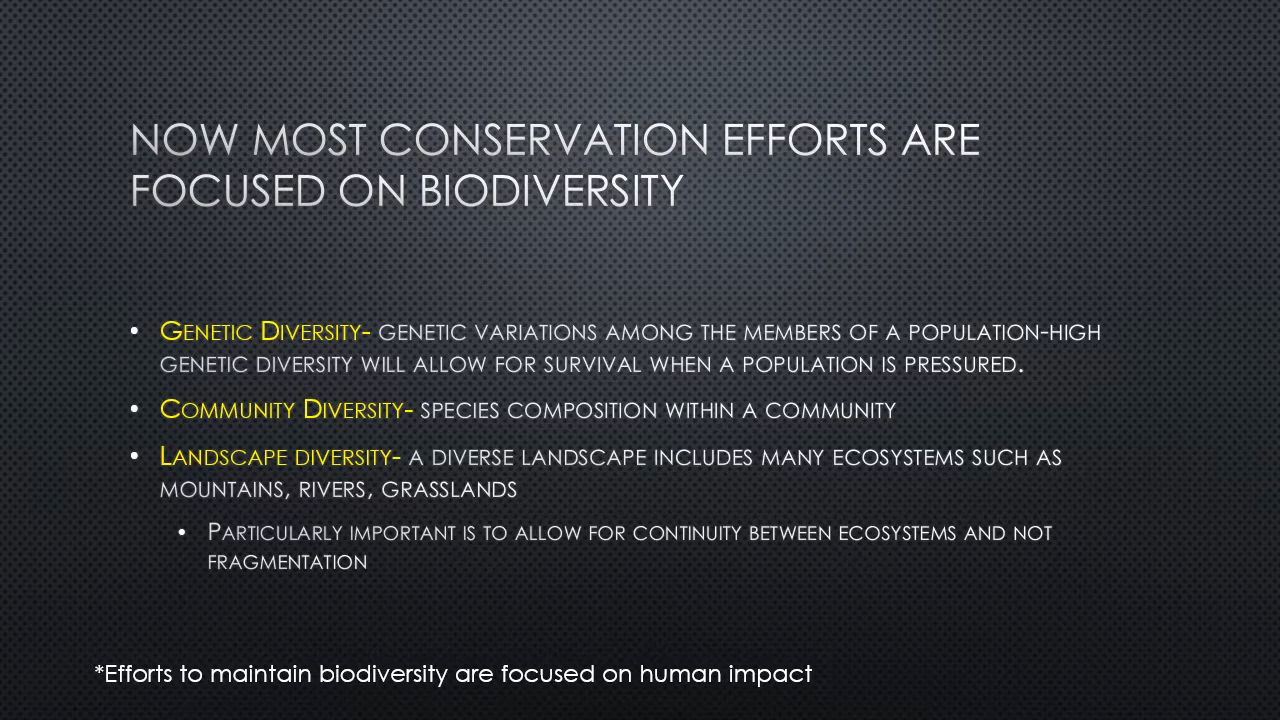 NOW MOST CONSERVATION EFFORTS ARE
FOCUSED ON BIODIVERSITY
• Genetic Diversity- genetic variations among the members of a population-high
genetic diversity will allow for survival when a population is pressured.
• Community Diversity- species composition within a community
• Landscape diversity- a diverse landscape includes many ecosystems such as
mountains, rivers, grasslands
• Particularly important is to allow for continuity between ecosystems and not
fragmentation
*Efforts to maintain biodiversity are focused on human impact